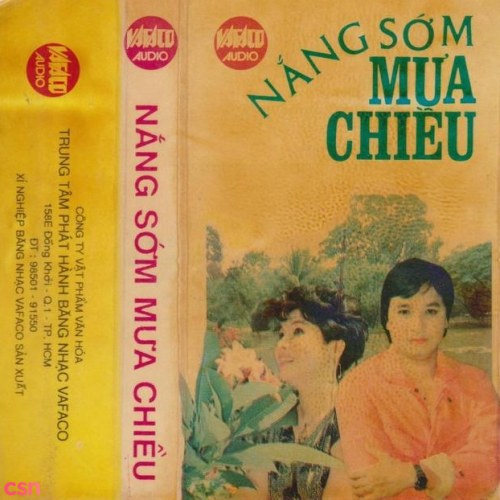 VAFACO
AUDIO
CÔNG TY VẬT PHẨM VĂN HÓA
TRUNG TÂM PHÁT HÀNH BĂNG NHẠC VAFACO
158E Đồng Khởi - Q.1 - TP. HCM
ĐT : 98501 - 91550
XÍ NGHIỆP BĂNG NHẠC VAFACO SẢN XUẤT
VAFACO
AUDIO
NẮNG SỚM MƯA CHIỀU
VAFACO
AUDIO
NẮNG SỚM
MƯA
CHIỀU
csn